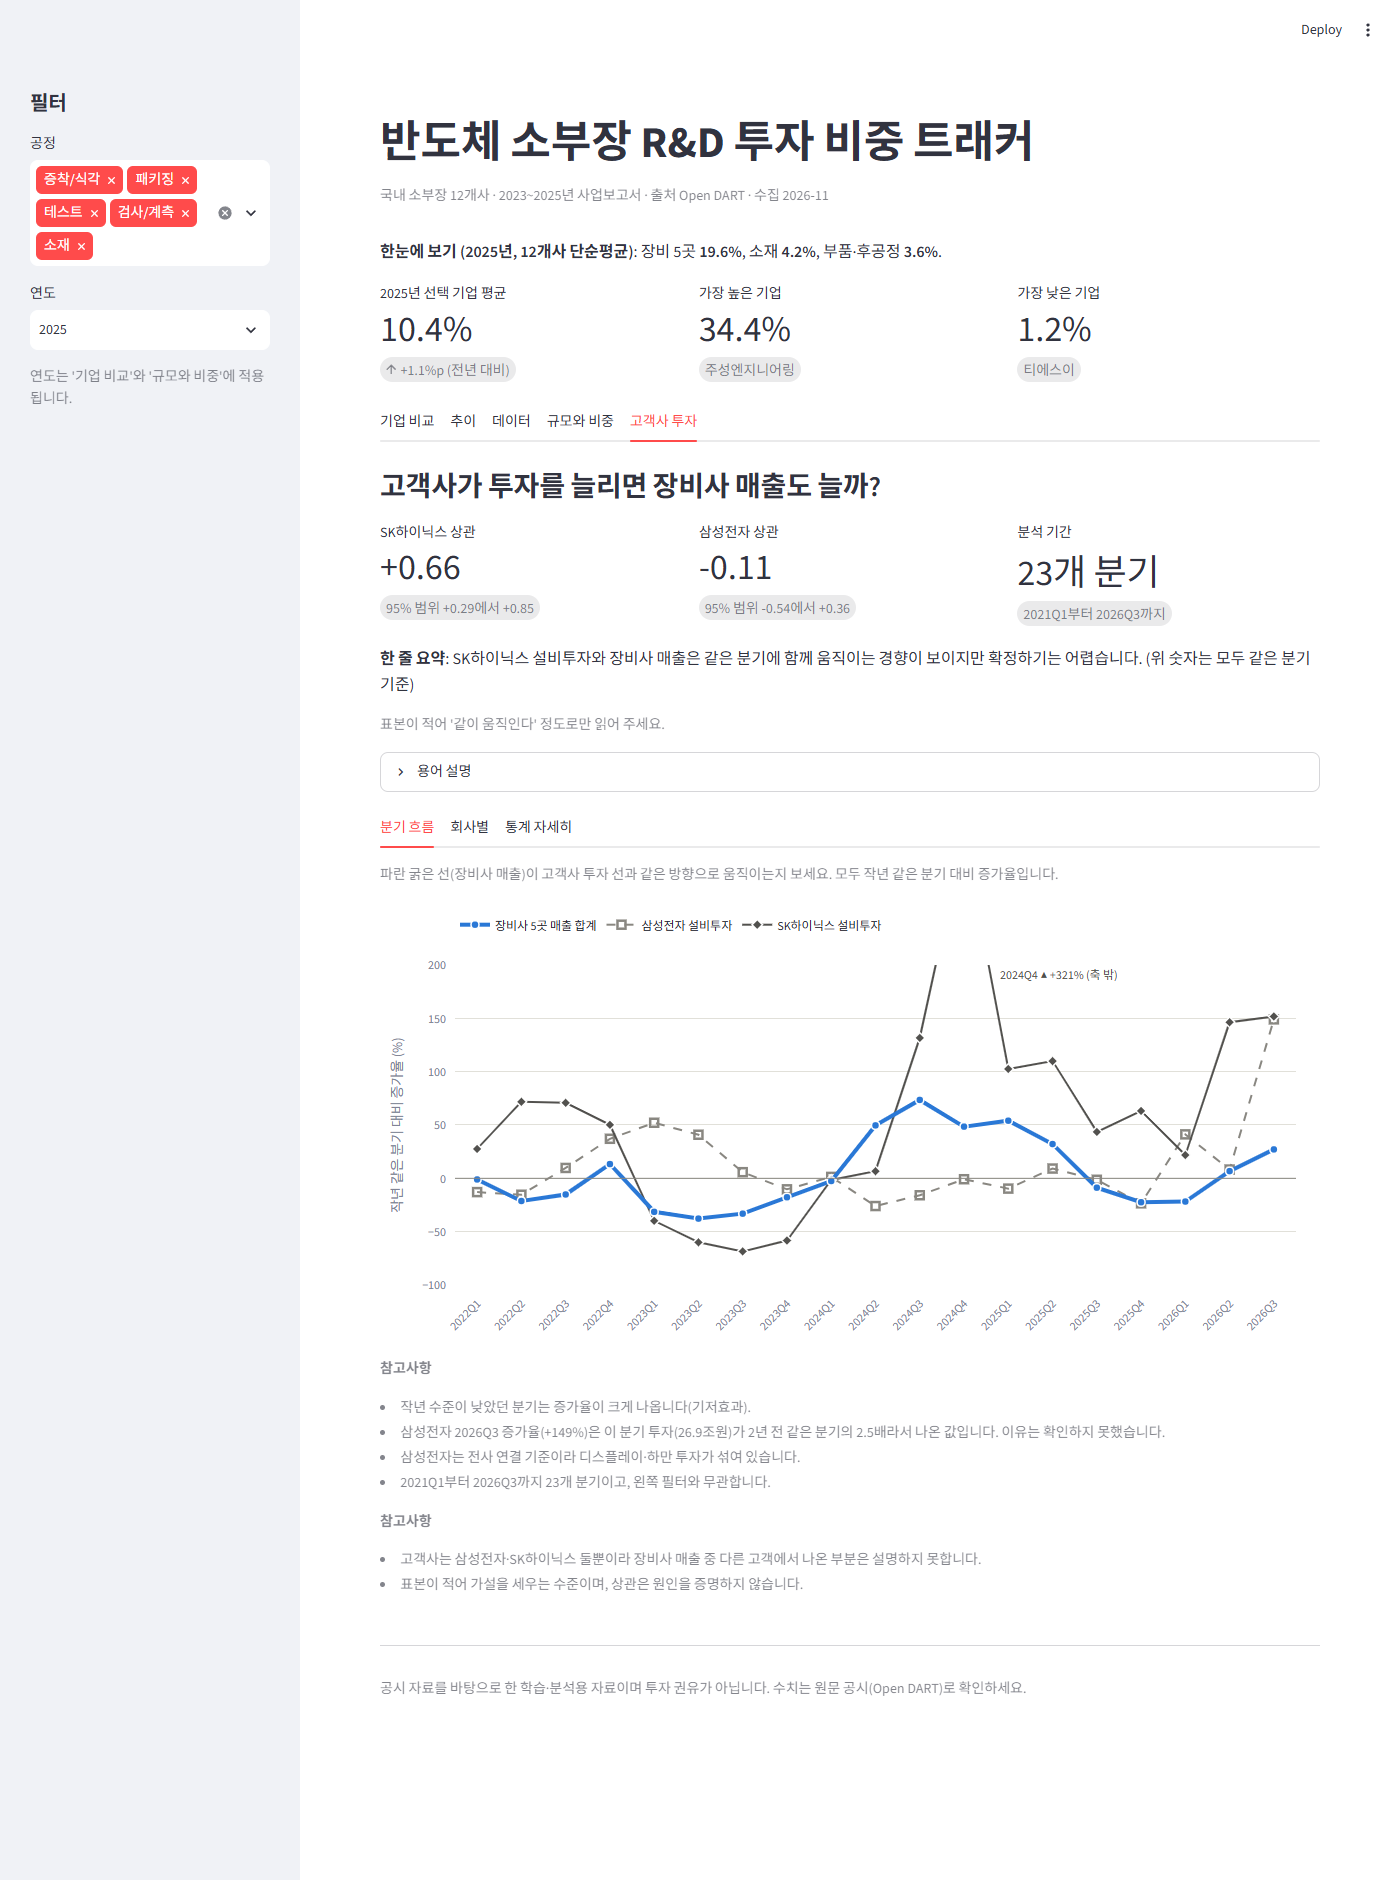 Deploy
필터
공정
증착/식각 × 패키징 ×
테스트 × 검사/계측 ×
소재 ×
연도
2025
연도는 '기업 비교'와 '규모와 비중'에 적용
됩니다.
반도체 소부장 R&D 투자 비중 트래커
국내 소부장 12개사 · 2023~2025년 사업보고서 · 출처 Open DART · 수집 2026-11
한눈에 보기 (2025년, 12개사 단순평균): 장비 5곳 19.6%, 소재 4.2%, 부품·후공정 3.6%.
2025년 선택 기업 평균
10.4%
↑ +1.1%p (전년 대비)
가장 높은 기업
34.4%
주성엔지니어링
가장 낮은 기업
1.2%
티에스이
기업 비교 추이 데이터 규모와 비중 고객사 투자
고객사가 투자를 늘리면 장비사 매출도 늘까?
SK하이닉스 상관
+0.66
95% 범위 +0.29에서 +0.85
삼성전자 상관
-0.11
95% 범위 -0.54에서 +0.36
분석 기간
23개 분기
2021Q1부터 2026Q3까지
한 줄 요약: SK하이닉스 설비투자와 장비사 매출은 같은 분기에 함께 움직이는 경향이 보이지만 확정하기는 어렵습니다. (위 숫자는 모두 같은 분기
기준)
표본이 적어 '같이 움직인다' 정도로만 읽어 주세요.
용어 설명
분기 흐름 회사별 통계 자세히
파란 굵은 선(장비사 매출)이 고객사 투자 선과 같은 방향으로 움직이는지 보세요. 모두 작년 같은 분기 대비 증가율입니다.
장비사 5곳 매출 합계 삼성전자 설비투자 SK하이닉스 설비투자
작년 같은 분기 대비 증가율 (%)
200
150
100
50
0
−50
−100
2024Q4 ▲ +321% (축 밖)
2022Q1 2022Q2 2022Q3 2022Q4 2023Q1 2023Q2 2023Q3 2023Q4 2024Q1 2024Q2 2024Q3 2024Q4 2025Q1 2025Q2 2025Q3 2025Q4 2026Q1 2026Q2 2026Q3
참고사항
• 작년 수준이 낮았던 분기는 증가율이 크게 나옵니다(기저효과).
• 삼성전자 2026Q3 증가율(+149%)은 이 분기 투자(26.9조원)가 2년 전 같은 분기의 2.5배라서 나온 값입니다. 이유는 확인하지 못했습니다.
• 삼성전자는 전사 연결 기준이라 디스플레이·하만 투자가 섞여 있습니다.
• 2021Q1부터 2026Q3까지 23개 분기이고, 왼쪽 필터와 무관합니다.
참고사항
• 고객사는 삼성전자·SK하이닉스 둘뿐이라 장비사 매출 중 다른 고객에서 나온 부분은 설명하지 못합니다.
• 표본이 적어 가설을 세우는 수준이며, 상관은 원인을 증명하지 않습니다.
공시 자료를 바탕으로 한 학습·분석용 자료이며 투자 권유가 아닙니다. 수치는 원문 공시(Open DART)로 확인하세요.